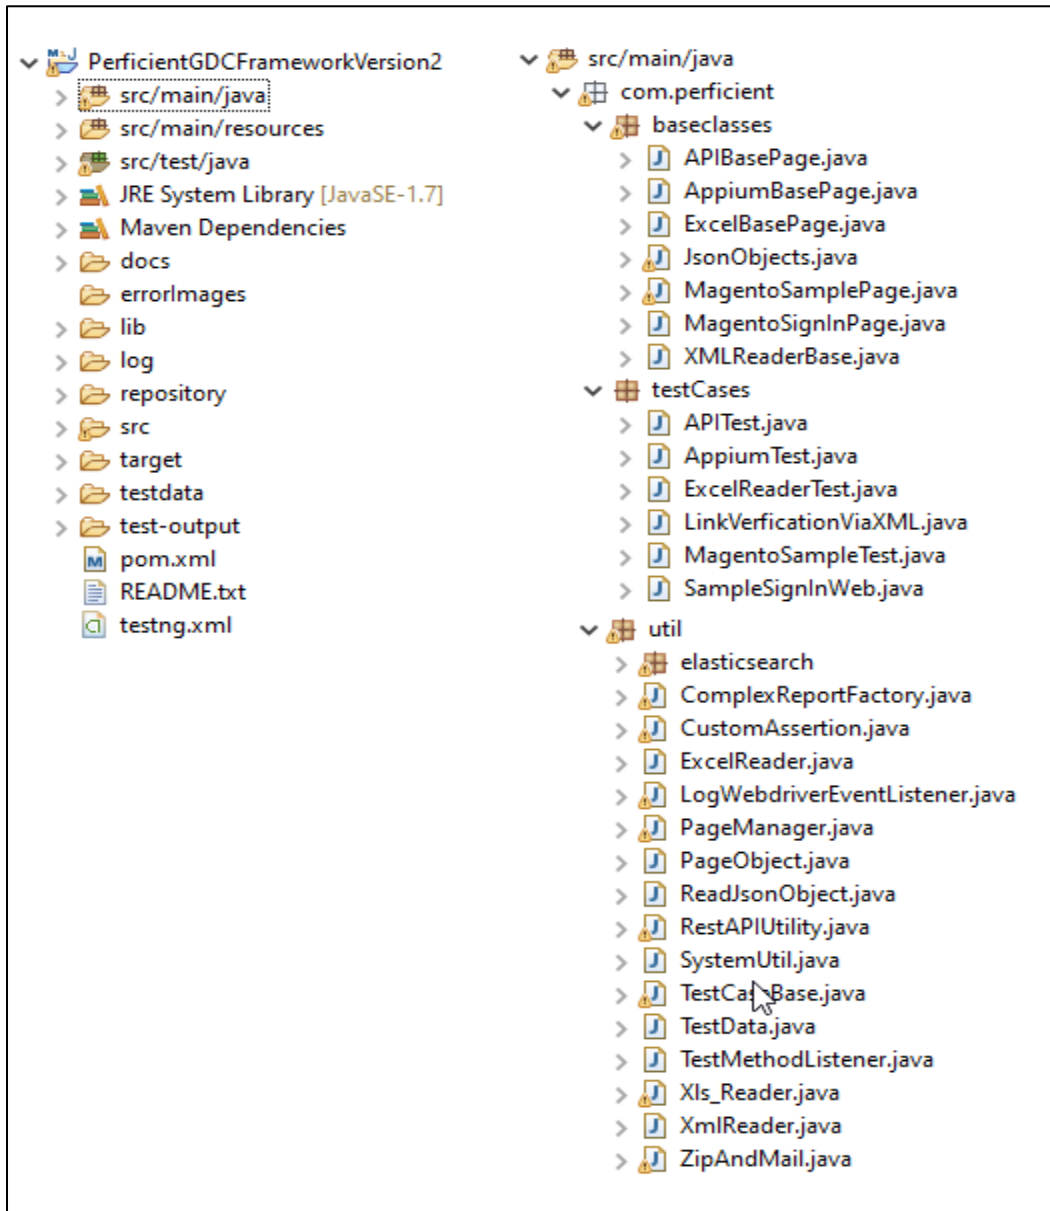 PerficientGDCFrameworkVersion2
src/main/java
src/main/resources
src/test/java
JRE System Library [JavaSE-1.7]
Maven Dependencies
docs
errorImages
lib
log
repository
src
target
testdata
test-output
pom.xml
README.txt
testng.xml
src/main/java
com.perficient
baseclasses
APIBasePage.java
AppiumBasePage.java
ExcelBasePage.java
JsonObjects.java
MagentoSamplePage.java
MagentoSignInPage.java
XMLReaderBase.java
testCases
APITest.java
AppiumTest.java
ExcelReaderTest.java
LinkVerficationViaXML.java
MagentoSampleTest.java
SampleSignInWeb.java
util
elasticsearch
ComplexReportFactory.java
CustomAssertion.java
ExcelReader.java
LogWebdriverEventListener.java
PageManager.java
PageObject.java
ReadJsonObject.java
RestAPIUtility.java
SystemUtil.java
TestCaseBase.java
TestData.java
TestMethodListener.java
Xls_Reader.java
XmlReader.java
ZipAndMail.java